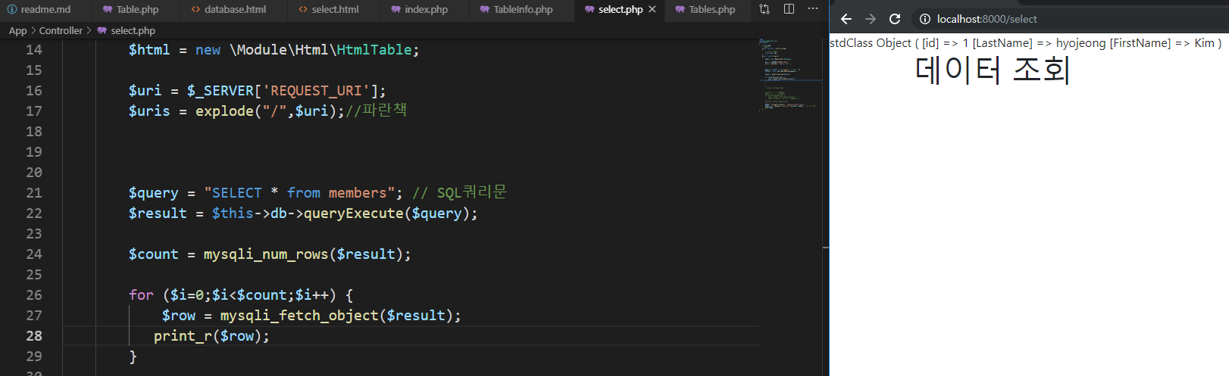 readme.md Table.php database.html select.html index.php TableInfo.php select.php Tables.php
App > Controller > select.php
14 $html = new \Module\Html\HtmlTable;
15
16 $uri = $_SERVER['REQUEST_URI'];
17 $uris = explode("/",$uri);//파란책
18
19
20
21 $query = "SELECT * from members"; // SQL쿼리문
22 $result = $this->db->queryExecute($query);
23
24 $count = mysqli_num_rows($result);
25
26 for ($i=0;$i<$count;$i++) {
27 $row = mysqli_fetch_object($result);
28 print_r($row);
29 }
30
localhost:8000/select
stdClass Object ( [id] => 1 [LastName] => hyojeong [FirstName] => Kim )
데이터 조회